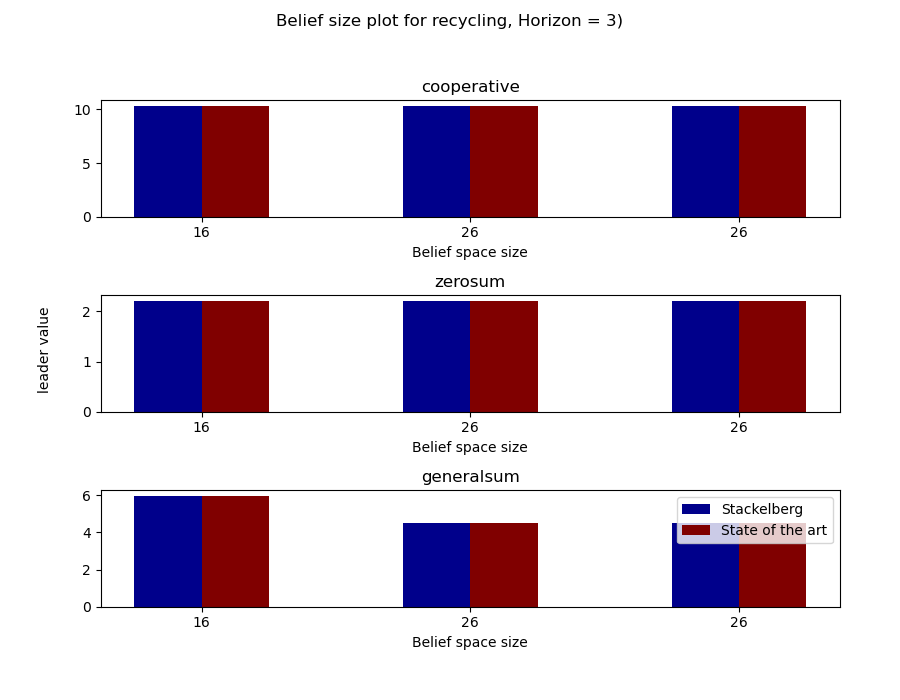 Belief size plot for recycling, Horizon = 3)
cooperative
10
5
0
16 26 26
Belief space size
zerosum
leader value
2
1
0
16 26 26
Belief space size
generalsum
6
4
2
0
Stackelberg
State of the art
16 26 26
Belief space size